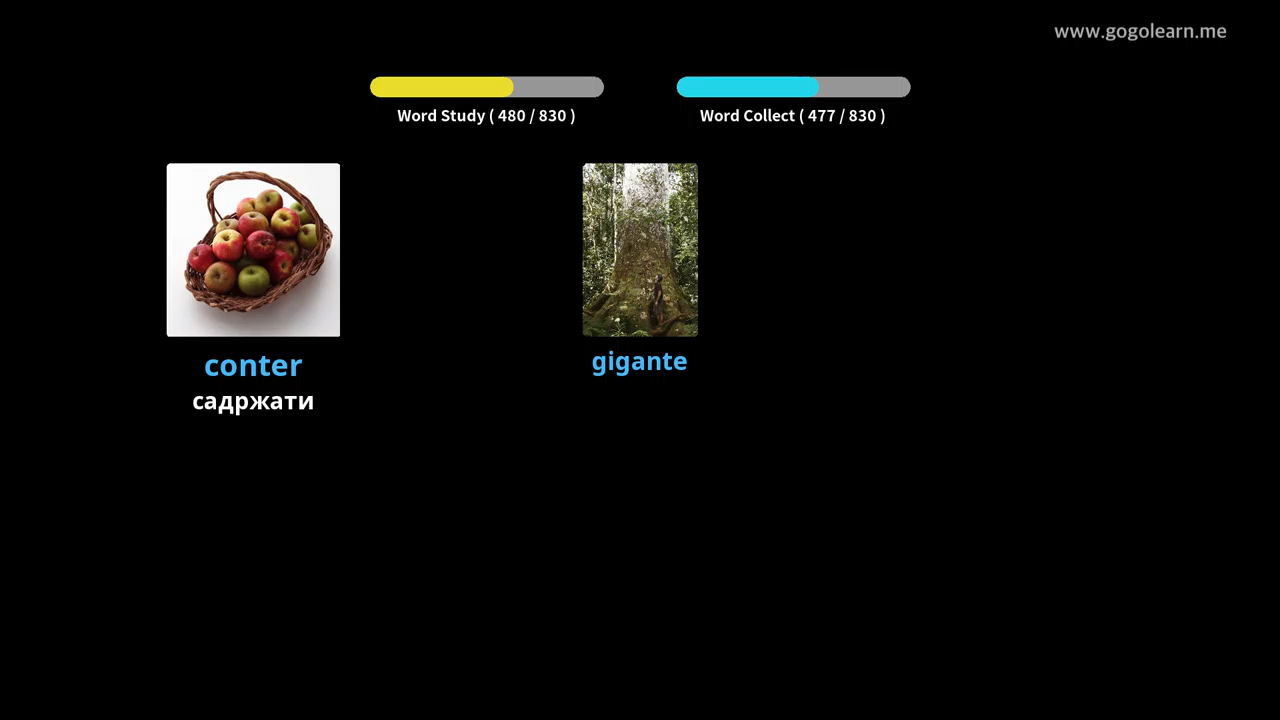 www.gogolearn.me
Word Study ( 480 / 830 )
Word Collect ( 477 / 830 )
conter
садржати
gigante